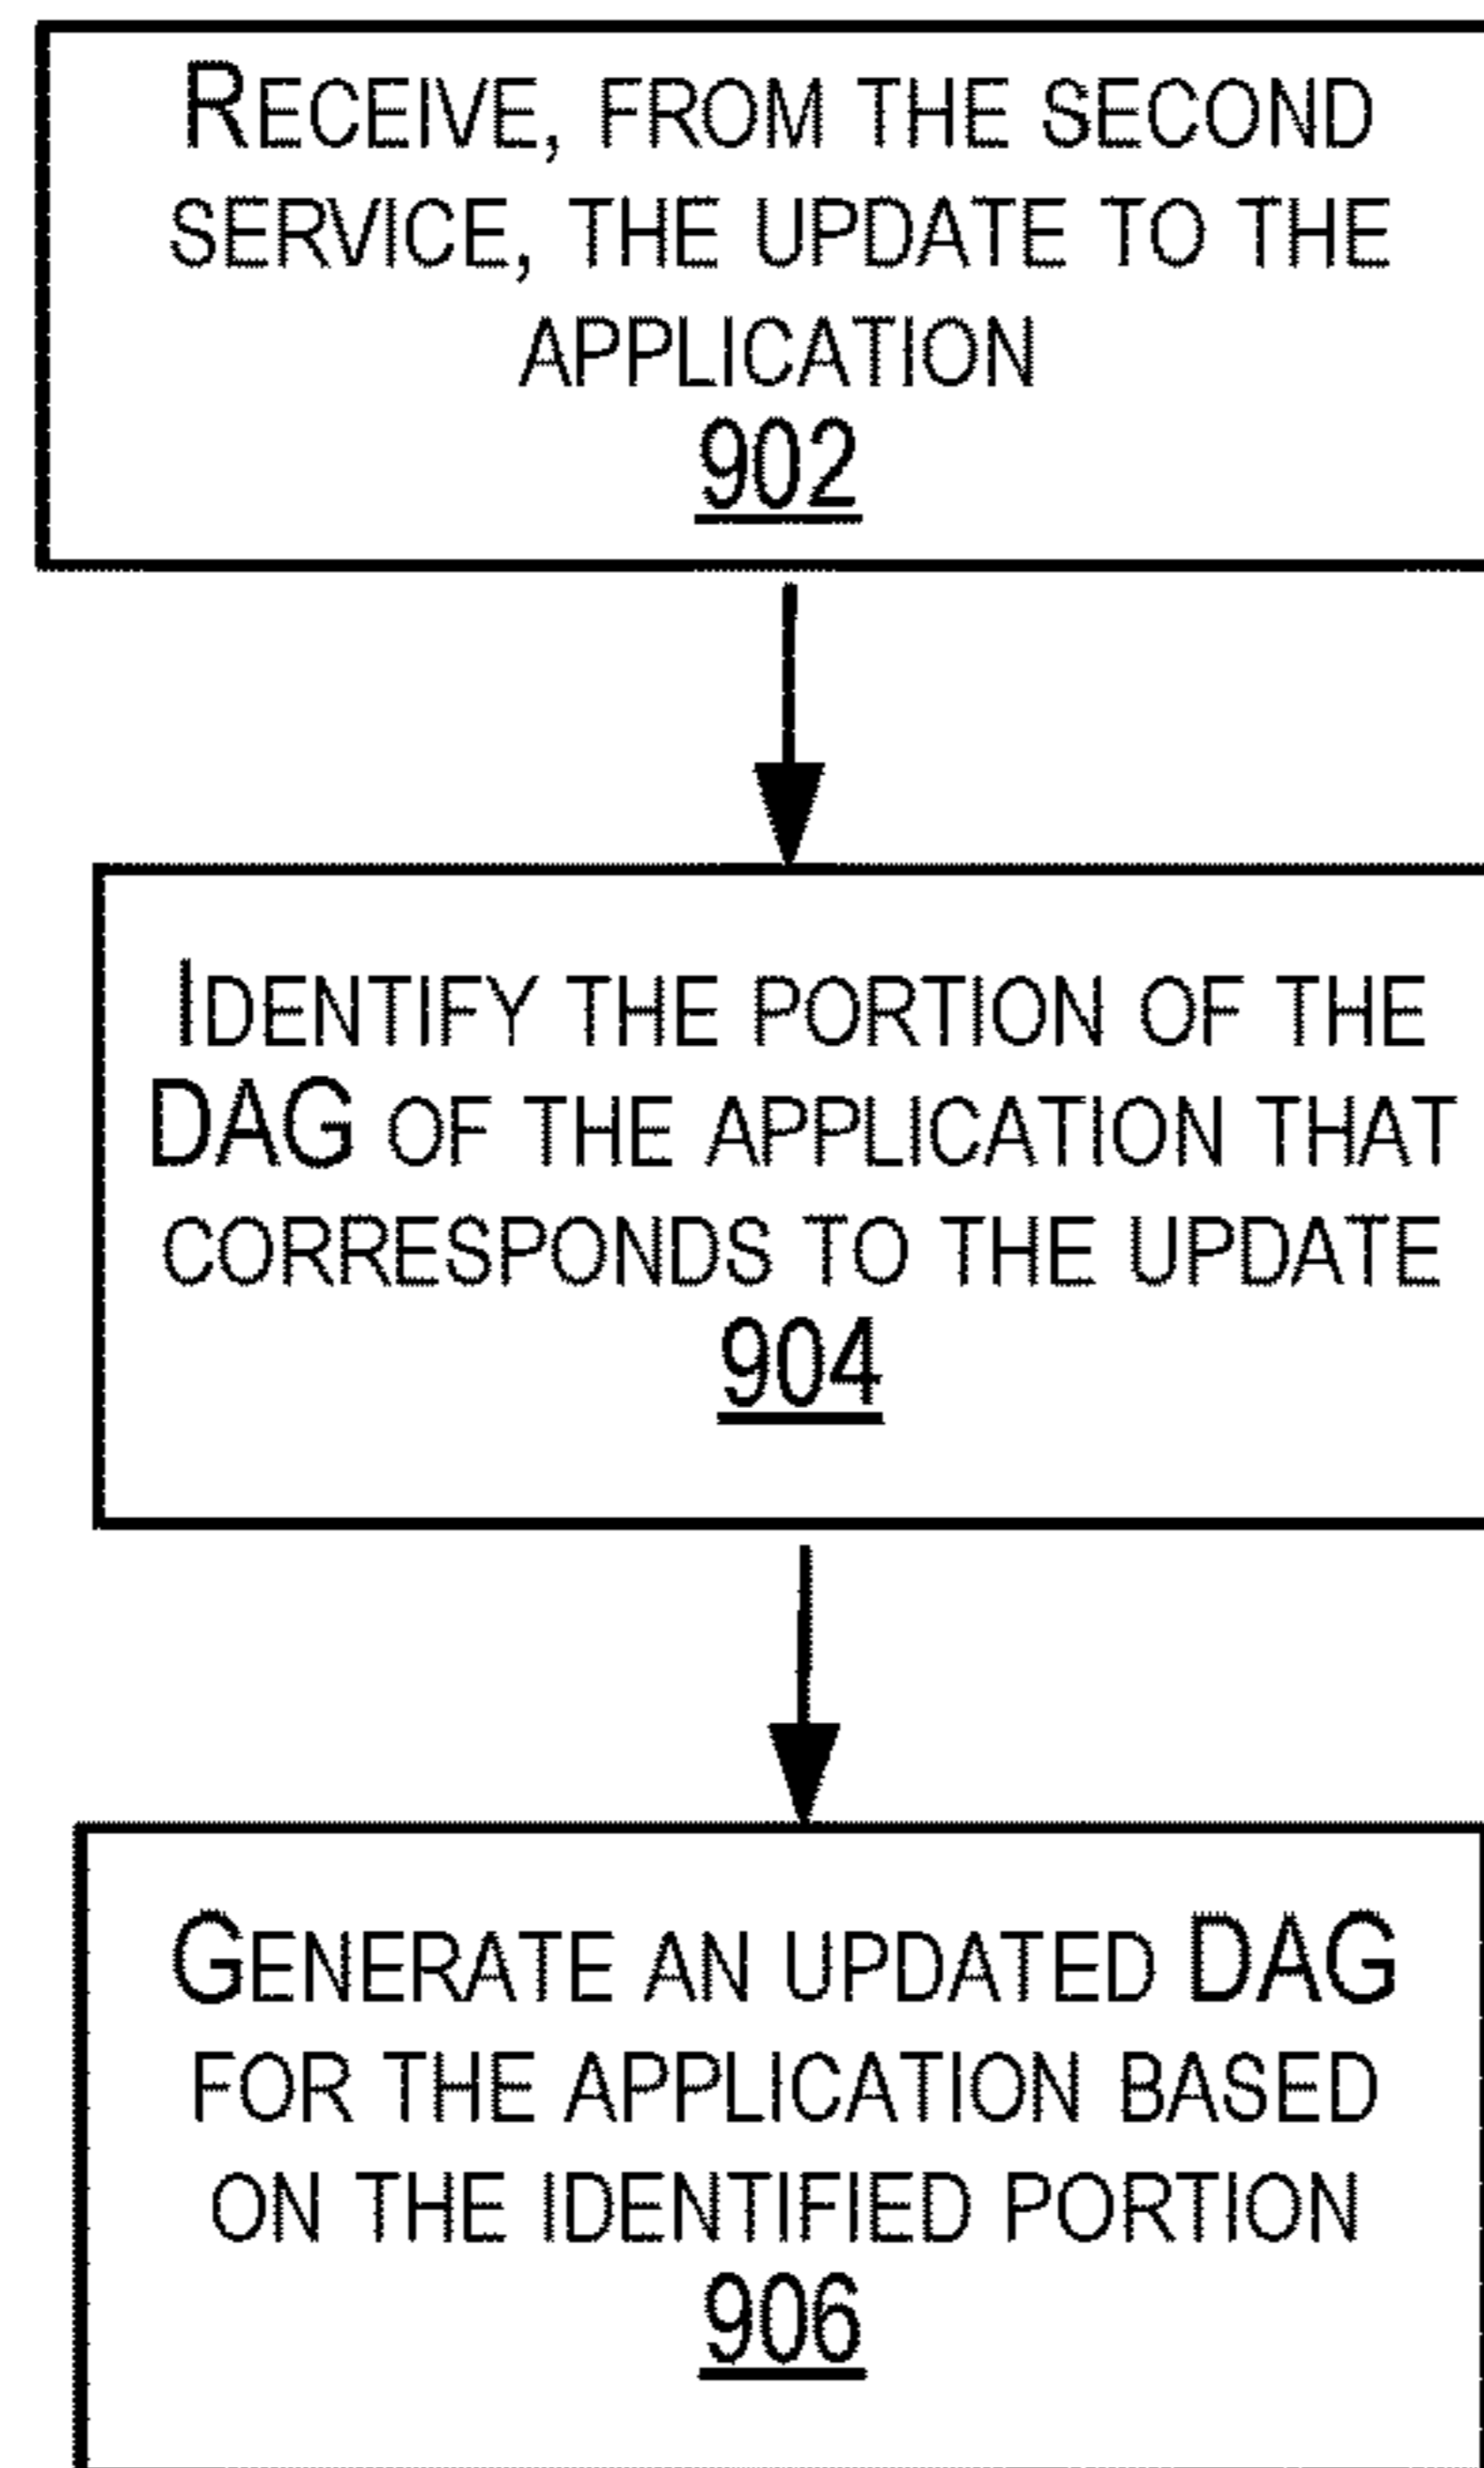 RECEIVE, FROM THE SECOND
SERVICE, THE UPDATE TO THE
APPLICATION
902
IDENTIFY THE PORTION OF THE
DAG OF THE APPLICATION THAT
CORRESPONDS TO THE UPDATE
904
GENERATE AN UPDATED DAG
FOR THE APPLICATION BASED
ON THE IDENTIFIED PORTION
906